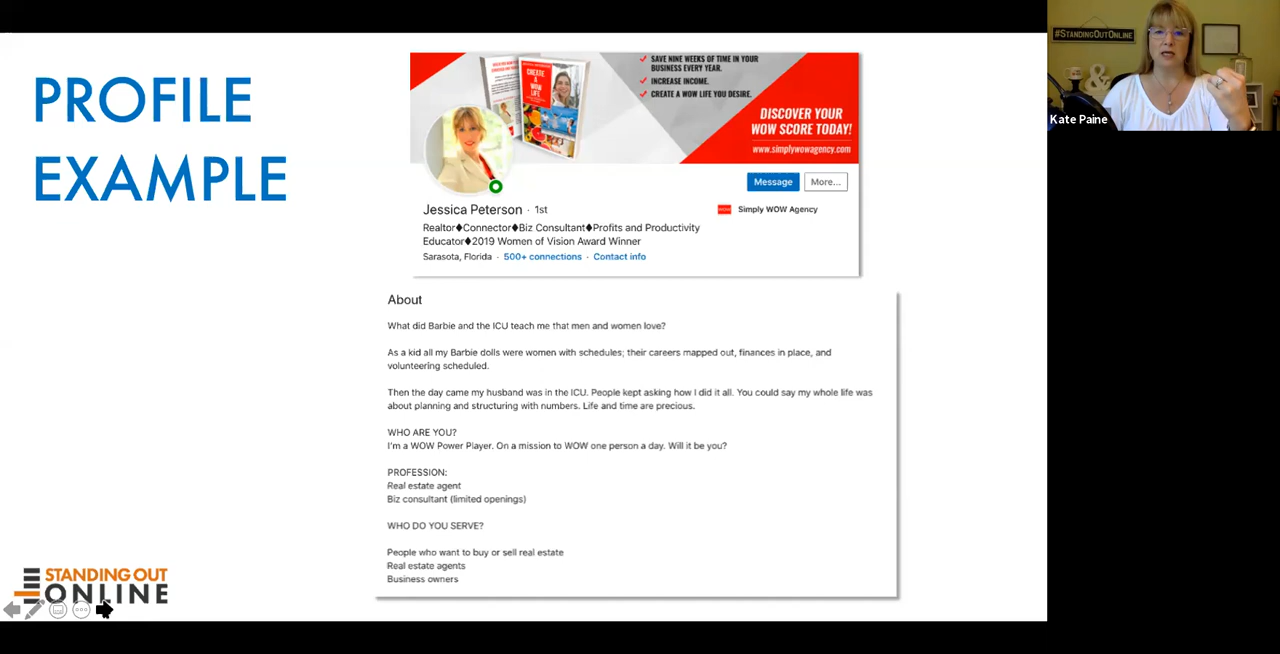 PROFILE
EXAMPLE
CREATE
A WOW
LIFE
SAVE NINE WEEKS OF TIME IN YOUR
BUSINESS EVERY YEAR.
INCREASE INCOME.
CREATE A WOW LIFE YOU DESIRE.
DISCOVER YOUR
WOW SCORE TODAY!
www.simplywowagency.com
Message
More...
Jessica Peterson · 1st
Simply WOW Agency
Realtor♦Connector♦Biz Consultant♦Profits and Productivity
Educator♦2019 Women of Vision Award Winner
Sarasota, Florida · 500+ connections · Contact info
About
What did Barbie and the ICU teach me that men and women love?
As a kid all my Barbie dolls were women with schedules; their careers mapped out, finances in place, and
volunteering scheduled.
Then the day came my husband was in the ICU. People kept asking how I did it all. You could say my whole life was
about planning and structuring with numbers. Life and time are precious.
WHO ARE YOU?
I'm a WOW Power Player. On a mission to WOW one person a day. Will it be you?
PROFESSION:
Real estate agent
Biz consultant (limited openings)
WHO DO YOU SERVE?
People who want to buy or sell real estate
Real estate agents
Business owners
STANDING OUT
ONLINE
#STANDINGOUTONLINE
Kate Paine